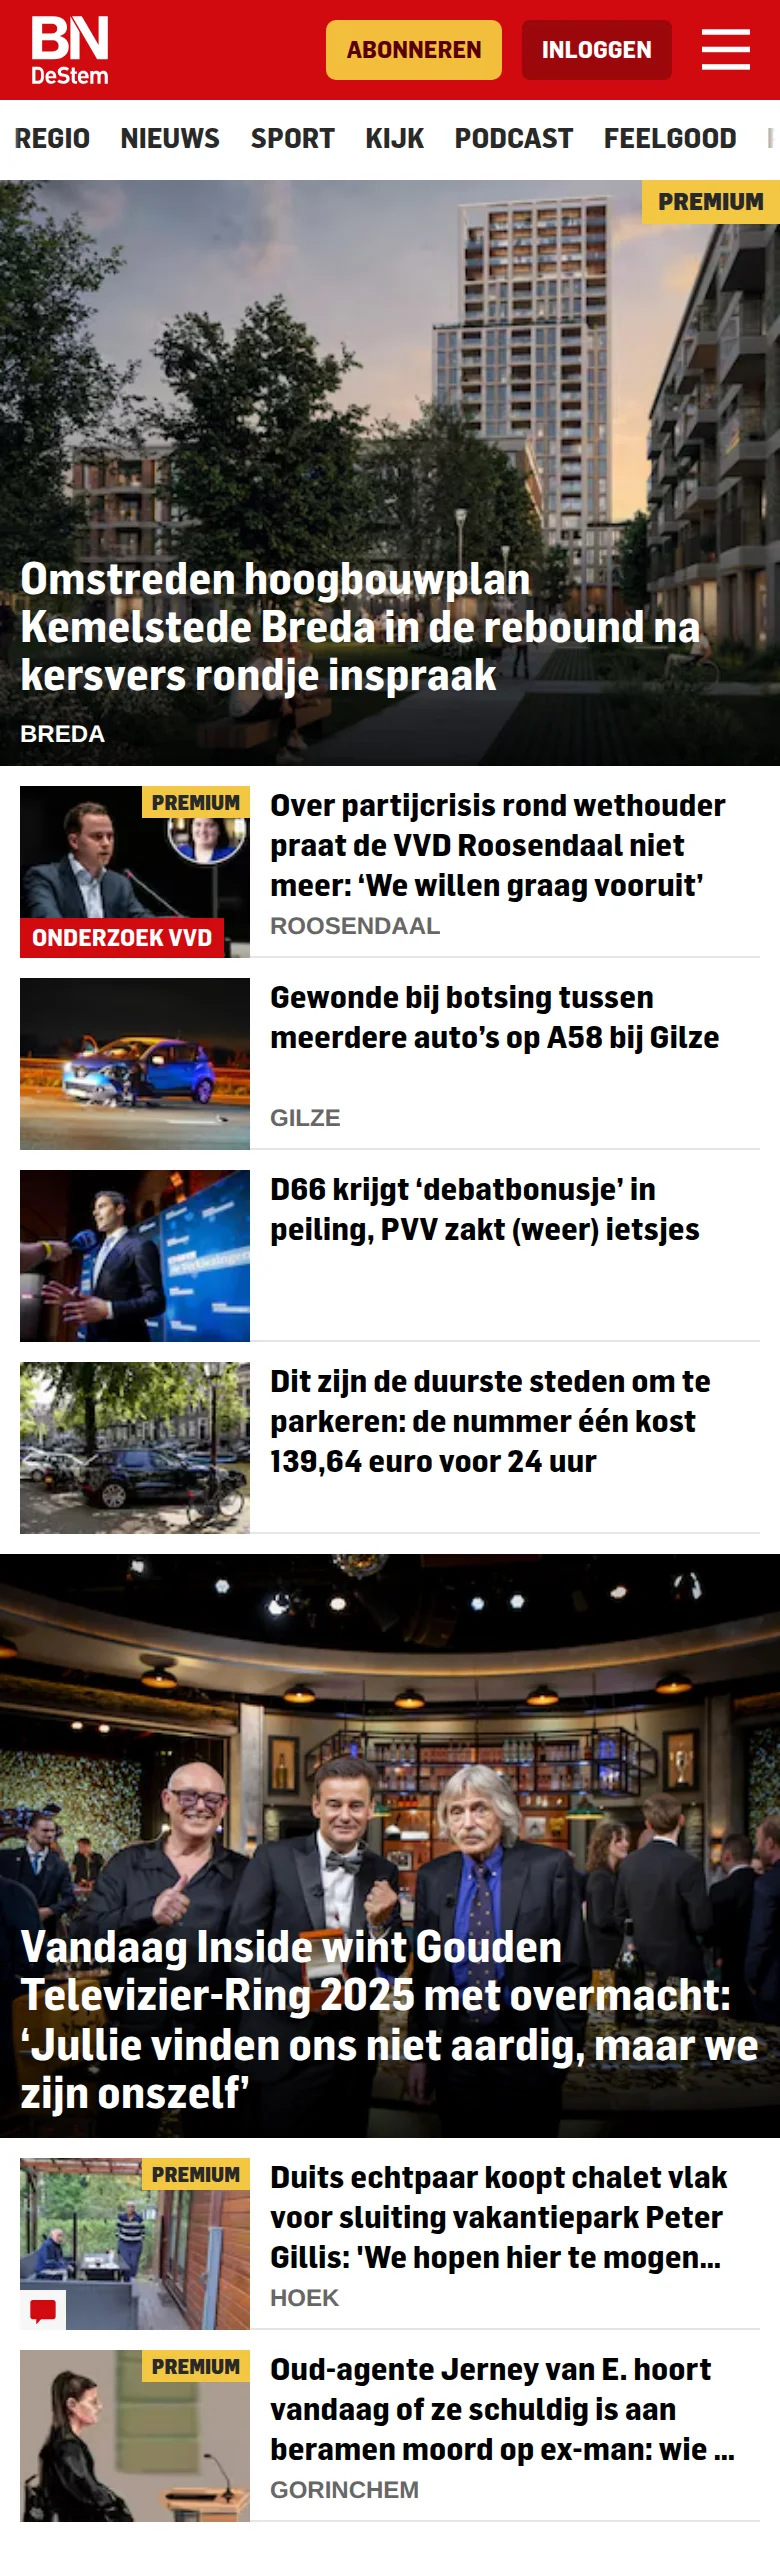 BN
DeStem
ABONNEREN
INLOGGEN
REGIO NIEUWS SPORT KIJK PODCAST FEELGOOD
PREMIUM
Omstreden hoogbouwplan
Kemelstede Breda in de rebound na
kersvers rondje inspraak
BREDA
PREMIUM
ONDERZOEK VVD
Over partijcrisis rond wethouder
praat de VVD Roosendaal niet
meer: ‘We willen graag vooruit’
ROOSENDAAL
Gewonde bij botsing tussen
meerdere auto’s op A58 bij Gilze
GILZE
D66 krijgt ‘debatbonusje’ in
peiling, PVV zakt (weer) ietsjes
Dit zijn de duurste steden om te
parkeren: de nummer één kost
139,64 euro voor 24 uur
Vandaag Inside wint Gouden
Televizier-Ring 2025 met overmacht:
‘Jullie vinden ons niet aardig, maar we
zijn onszelf’
PREMIUM
Duits echtpaar koopt chalet vlak
voor sluiting vakantiepark Peter
Gillis: 'We hopen hier te mogen...
HOEK
PREMIUM
Oud-agente Jerney van E. hoort
vandaag of ze schuldig is aan
beramen moord op ex-man: wie ...
GORINCHEM